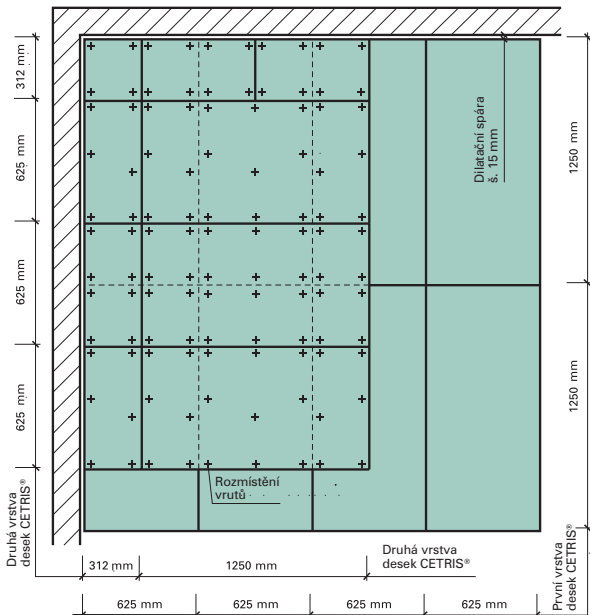 312 mm
625 mm
625 mm
625 mm
Druhá vrstva
desek CETRIS®
Dilatační spára
š. 15 mm
1250 mm
1250 mm
Rozmístění
vrutů
312 mm
1250 mm
Druhá vrstva
desek CETRIS®
První vrstva
desek CETRIS®
625 mm
625 mm
625 mm
625 mm